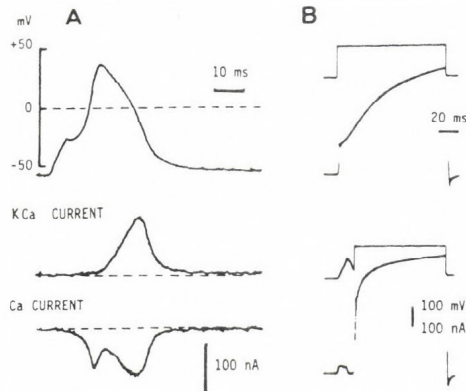 A
B
mV
+50
0
-50
10 ms
20 ms
KCa CURRENT
Ca CURRENT
100 nA
100 mV
100 nA